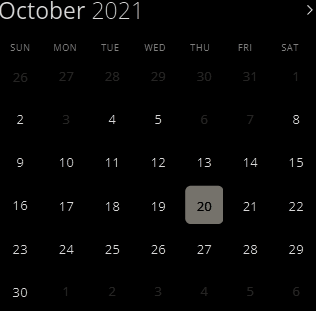 October 2021
SUN MON TUE WED THU FRI SAT
26 27 28 29 30 31 1
2 3 4 5 6 7 8
9 10 11 12 13 14 15
16 17 18 19 20 21 22
23 24 25 26 27 28 29
30 1 2 3 4 5 6